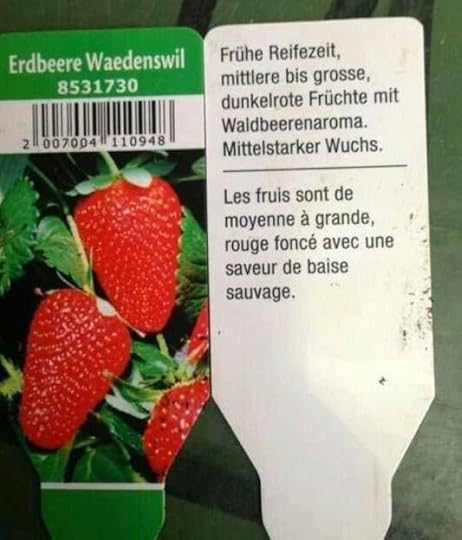 Erdbeere Waedenswil
8531730
2 007004 110948
Frühe Reifezeit,
mittlere bis grosse,
dunkelrote Früchte mit
Waldbeerenaroma.
Mittelstarker Wuchs.
Les fruis sont de
moyenne à grande,
rouge foncé avec une
saveur de baise
sauvage.